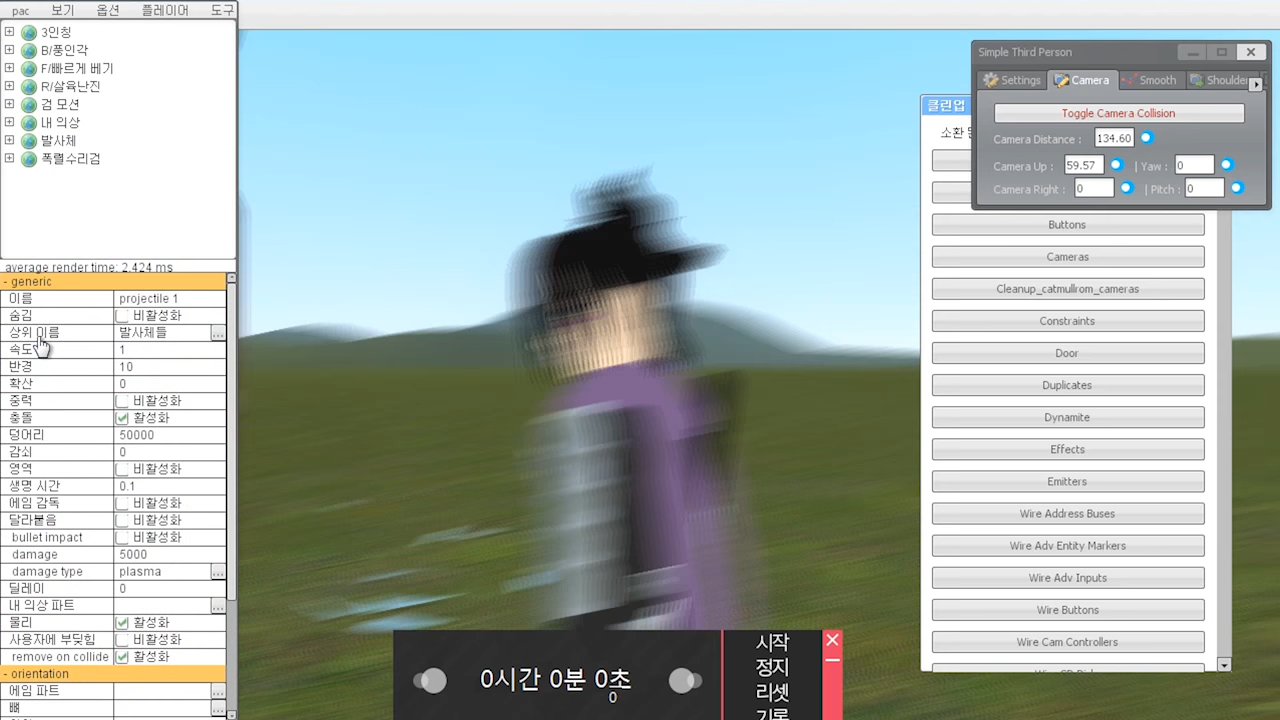 pac 보기 옵션 플레이어 도구
3인칭
B/풍인각
F/빠르게 베기
R/살육난진
검 모션
내 의상
발사체
폭렬수리검
average render time: 2.424 ms
- generic
이름 projectile 1
숨김 비활성화
상위 이름 발사체들 ...
속도 1
반경 10
확산 0
중력 비활성화
충돌 활성화
덩어리 50000
감쇠 0
영역 비활성화
생명 시간 0.1
에임 감독 비활성화
달라붙음 비활성화
bullet impact 비활성화
damage 5000
damage type plasma ...
딜레이 0
내 의상 파트 ...
물리 활성화
사용자에 부딪힘 비활성화
remove on collide 활성화
- orientation
에임 파트 ...
뼈 ...
Simple Third Person
Settings Camera Smooth Shoulder
Toggle Camera Collision
Camera Distance : 134.60
Camera Up : 59.57 | Yaw : 0
Camera Right : 0 | Pitch : 0
클린업
소환
Buttons
Cameras
Cleanup_catmullrom_cameras
Constraints
Door
Duplicates
Dynamite
Effects
Emitters
Wire Address Buses
Wire Adv Entity Markers
Wire Adv Inputs
Wire Buttons
Wire Cam Controllers
0시간 0분 0초
0
시작
정지
리셋
기록